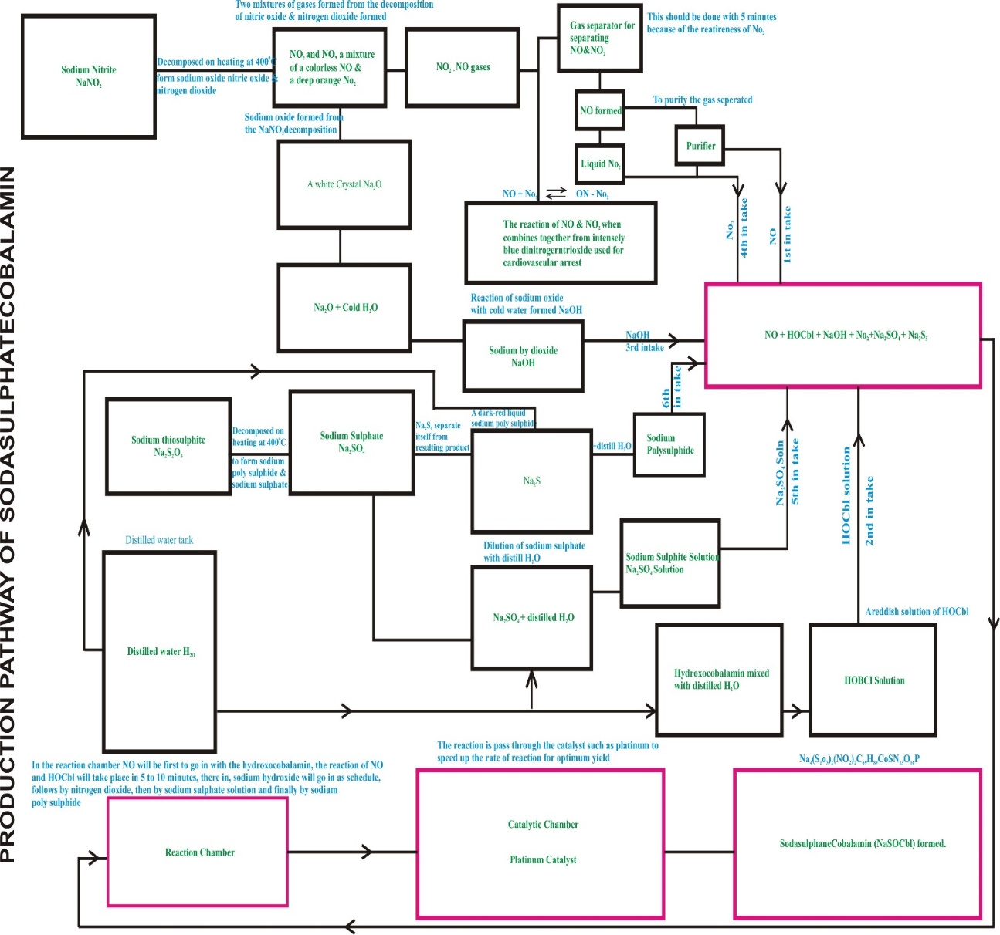 PRODUCTION PATHWAY OF SODASULPHATECOBALAMIN
Two mixtures of gases formed from the decomposition
of nitric oxide & nitrogen dioxide formed
Sodium Nitrite
NaNO₂
Decomposed on heating at 400°C
form sodium oxide nitric oxide &
nitrogen dioxide
NO₂ and NO, a mixture
of a colorless NO &
a deep orange No₂
NO₂ - NO gases
Gas separator for
separating
NO&NO₂
This should be done with 5 minutes
because of the reatireness of No₂
NO formed
To purify the gas seperated
Purifier
Liquid No₂
Sodium oxide formed from
the NaNO₂ decomposition
A white Crystal Na₂O
NO + No₂ ⇄ ON - No₂
The reaction of NO & NO₂ when
combines together from intensely
blue dinitrogerntrioxide used for
cardiovascular arrest
No₂
4th in take
NO
1st in take
Na₂O + Cold H₂O
Reaction of sodium oxide
with cold water formed NaOH
Sodium by dioxide
NaOH
NaOH
3rd intake
NO + HOCbl + NaOH + No₂+Na₂SO₄ + Na₂S₅
6th
in take
Sodium thiosulphite
Na₂S₂O₃
Decomposed on
heating at 400°C
to form sodium
poly sulphide &
sodium sulphate
Sodium Sulphate
Na₂SO₄
Na₂S, separate
itself from
resulting product
A dark-red liquid
sodium poly sulphide
Na₂S
+distill H₂O
Sodium
Polysulphide
Na₂SO₄ Soln
5th in take
HOCbl solution
2nd in take
Distilled water tank
Distilled water H₂₀
Dilution of sodium sulphate
with distill H₂O
Na₂SO₄ + distilled H₂O
Sodium Sulphite Solution
Na₂SO₄ Solution
Areddish solution of HOCbl
Hydroxocobalamin mixed
with distilled H₂O
HOBCl Solution
In the reaction chamber NO will be first to go in with the hydroxocobalamin, the reaction of NO
and HOCbl will take place in 5 to 10 minutes, there in, sodium hydroxide will go in as schedule,
follows by nitrogen dioxide, then by sodium sulphate solution and finally by sodium
poly sulphide
Reaction Chamber
The reaction is pass through the catalyst such as platinum to
speed up the rate of reaction for optimum yield
Catalytic Chamber
Platinum Catalyst
SodasulphaneCobalamin (NaSOCbl) formed.